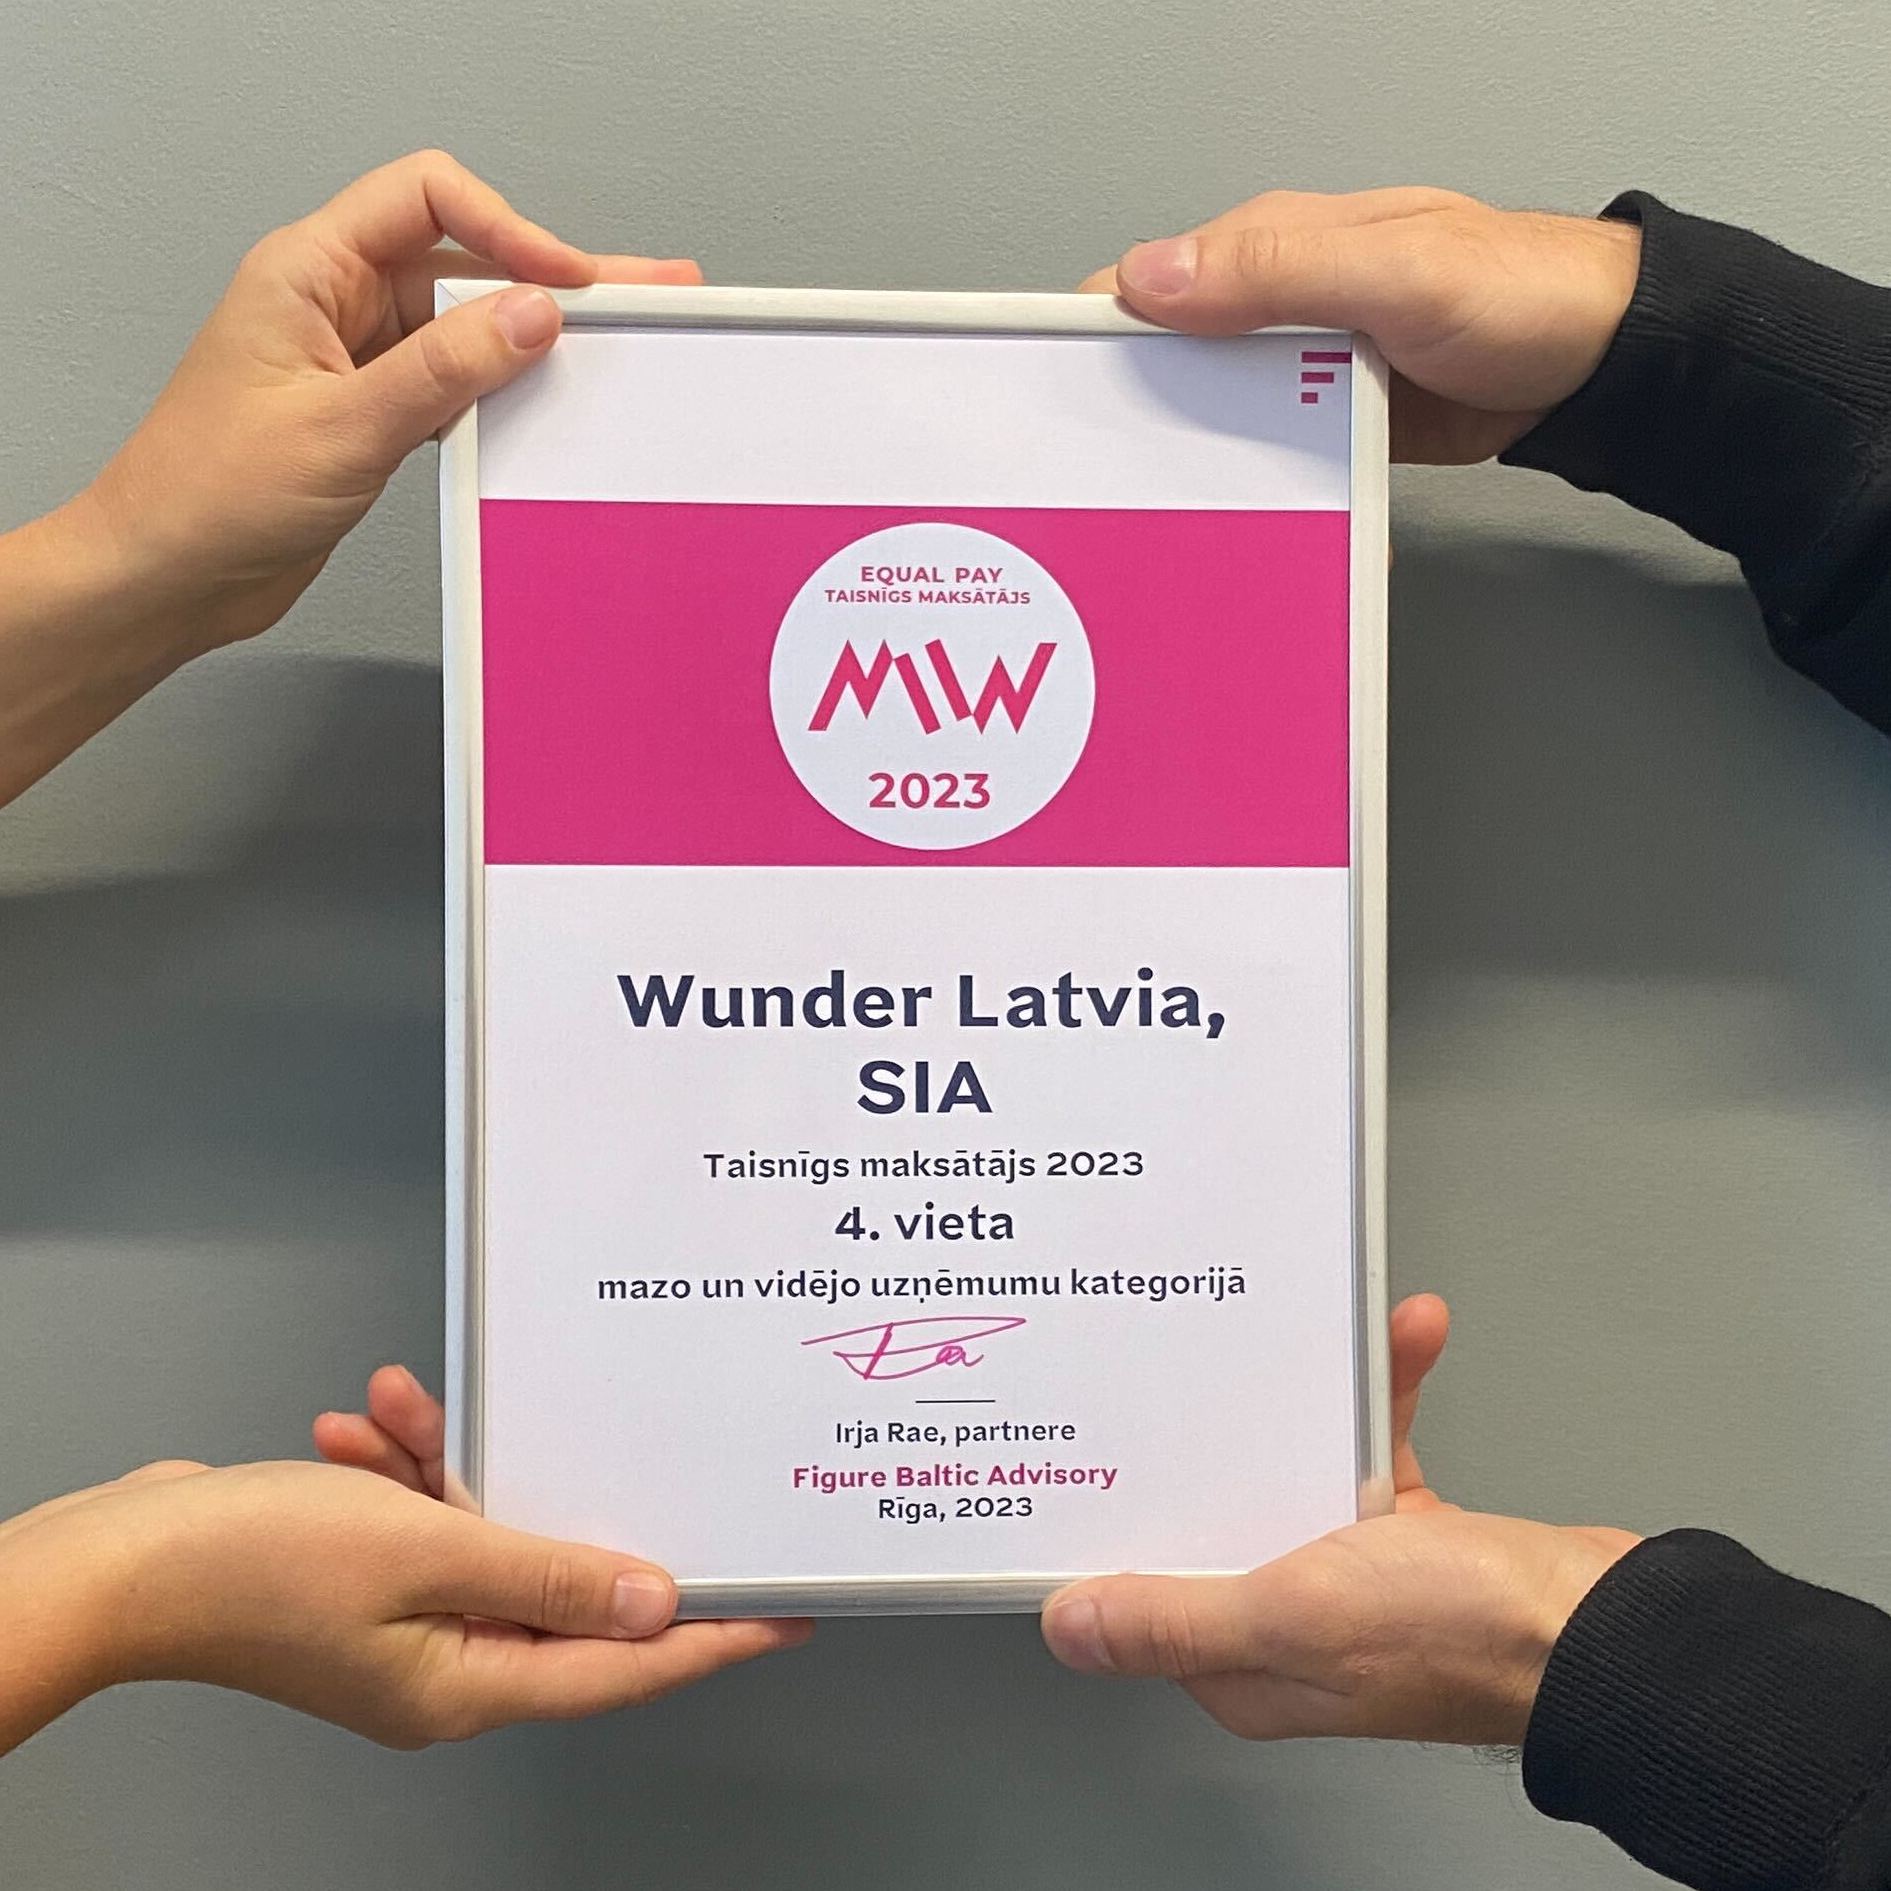 EQUAL PAY
TAISNĪGS MAKSĀTĀJS
MW
2023
Wunder Latvia,
SIA
Taisnīgs maksātājs 2023
4. vieta
mazo un vidējo uzņēmumu kategorijā
Irja Rae, partnere
Figure Baltic Advisory
Rīga, 2023